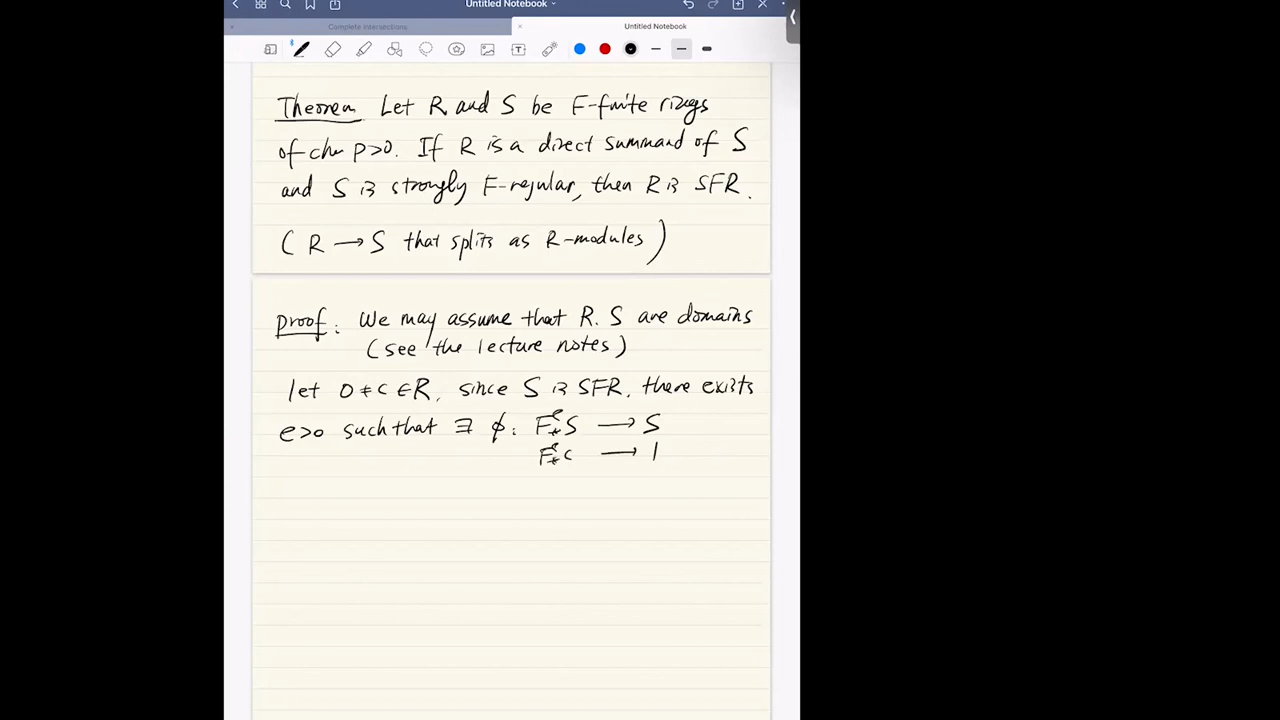 Untitled Notebook
Complete intersections
Untitled Notebook
Theorem Let R and S be F-finite rings
of char p>0. If R is a direct summand of S
and S is strongly F-regular, then R is SFR.
( R → S that splits as R-modules )
proof: We may assume that R, S are domains
(see the lecture notes)
let 0 ≠ c ∈ R, since S is SFR, there exists
e>0 such that ∃ φ: F^e_* S → S
F^e_* c → 1